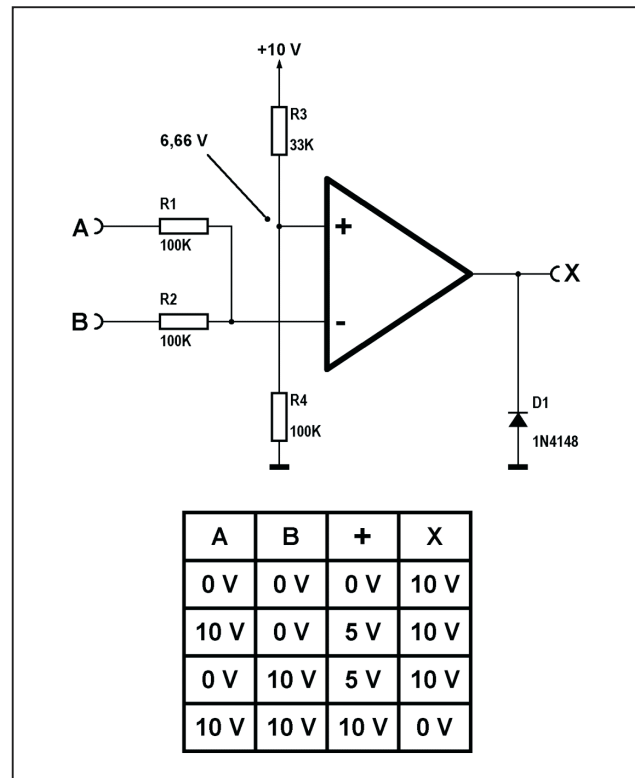 +10 V
R3
33K
6,66 V
R1
A
100K
+
X
R2
B
100K
-
R4
100K
D1
1N4148
A B + X
0 V 0 V 0 V 10 V
10 V 0 V 5 V 10 V
0 V 10 V 5 V 10 V
10 V 10 V 10 V 0 V